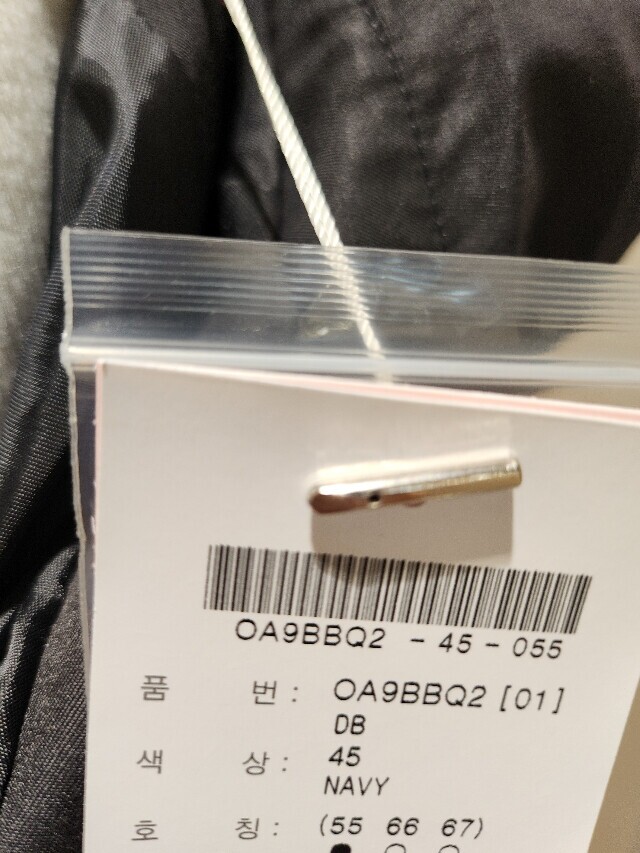 OA9BBQ2 - 45 - 055
품 번 : OA9BBQ2 [01]
DB
색 상 : 45
NAVY
호 칭 : (55 66 67)